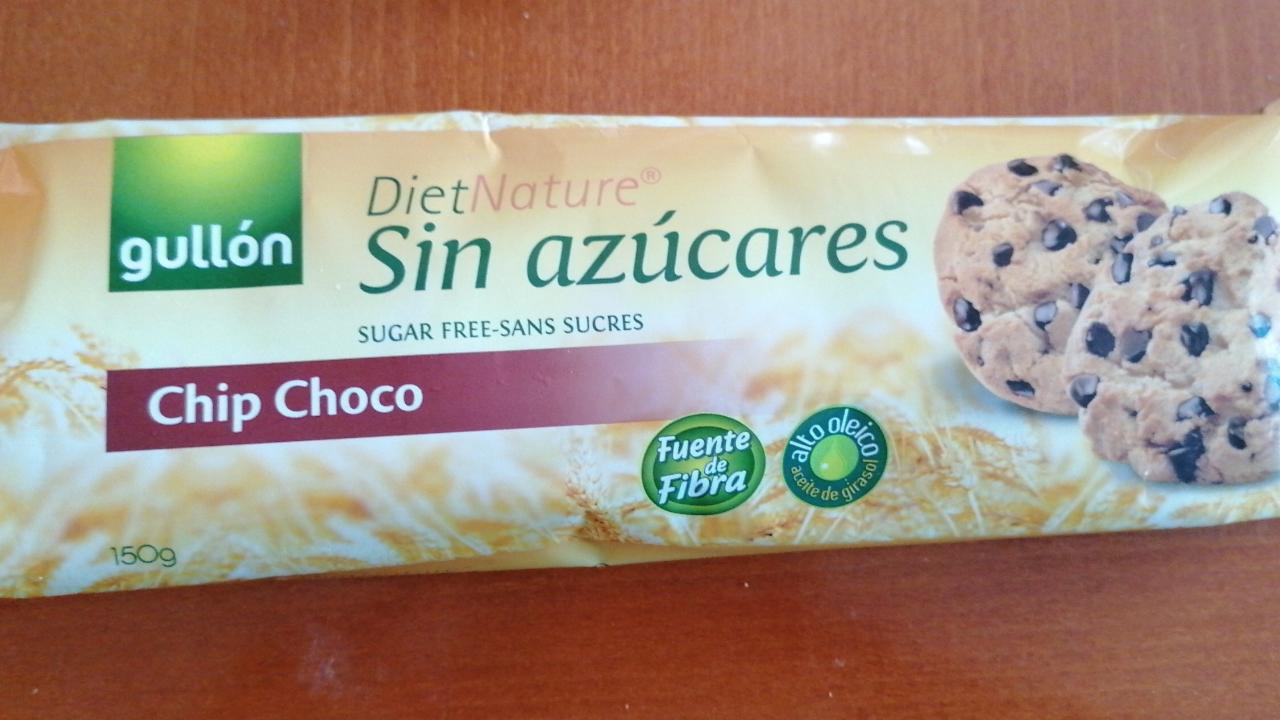 gullón
DietNature®
Sin azúcares
SUGAR FREE-SANS SUCRES
Chip Choco
Fuente
de
Fibra
alto oleico
aceite de girasol
150g